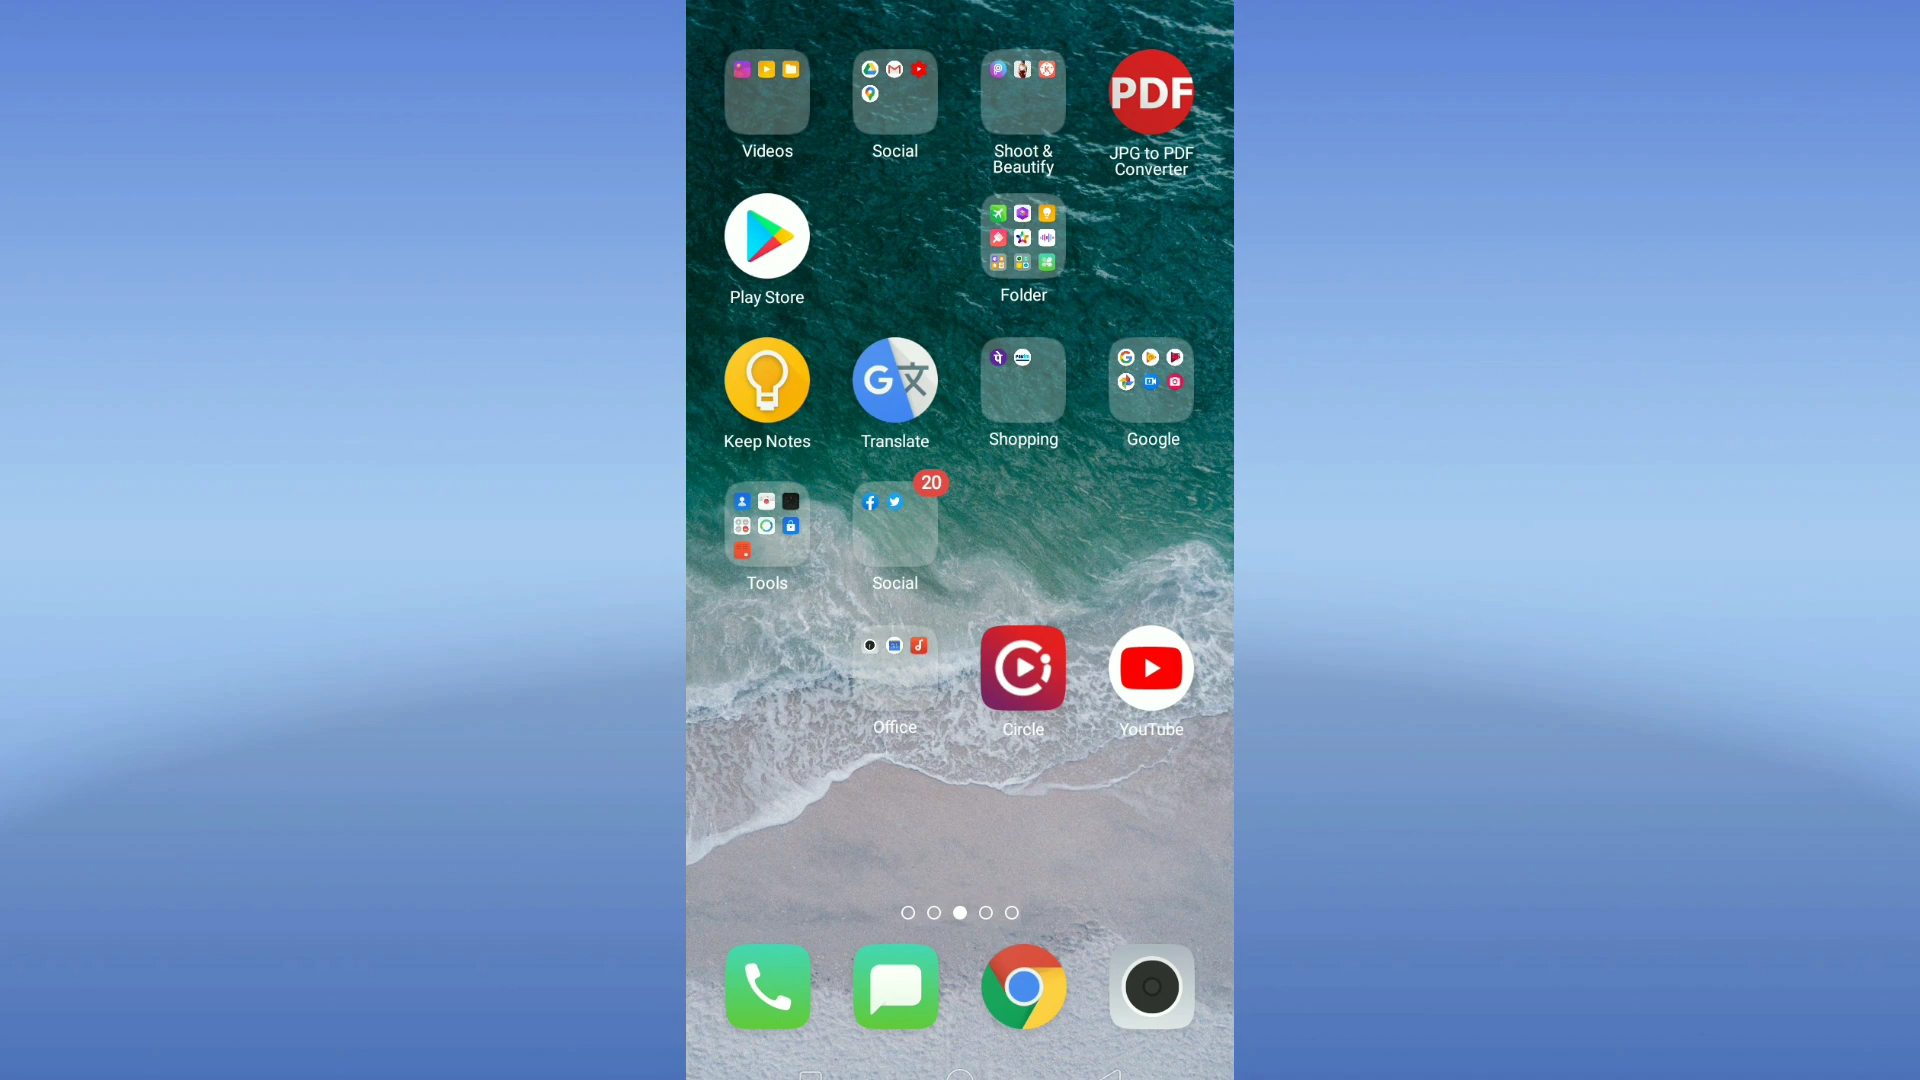 Videos
Social
Shoot &
Beautify
PDF
JPG to PDF
Converter
Play Store
Folder
Keep Notes
G 文
Translate
Shopping
Google
20
Tools
Social
Office
Circle
YouTube